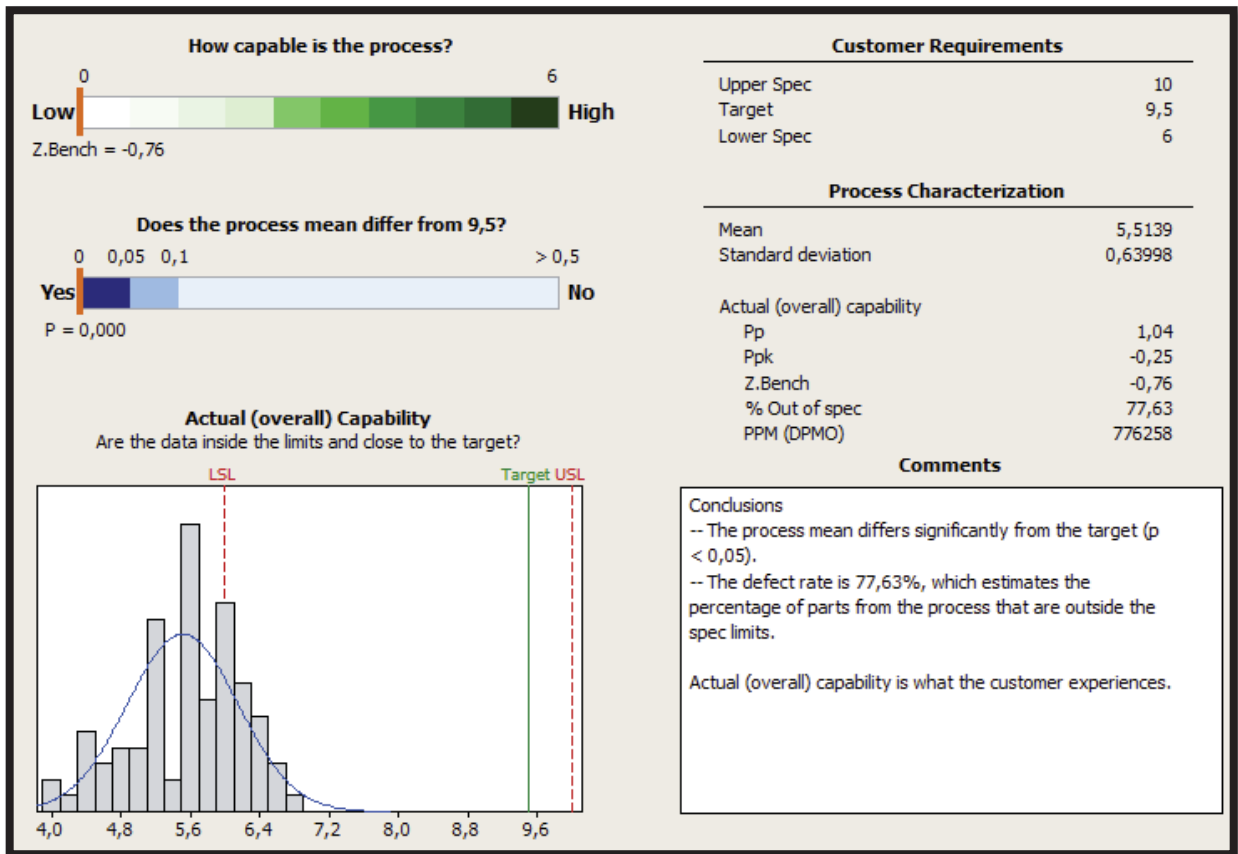 How capable is the process?
0 6
Low High
Z.Bench = -0,76
Does the process mean differ from 9,5?
0 0,05 0,1 > 0,5
Yes No
P = 0,000
Actual (overall) Capability
Are the data inside the limits and close to the target?
LSL Target USL
4,0 4,8 5,6 6,4 7,2 8,0 8,8 9,6
Customer Requirements
Upper Spec 10
Target 9,5
Lower Spec 6
Process Characterization
Mean 5,5139
Standard deviation 0,63998
Actual (overall) capability
Pp 1,04
Ppk -0,25
Z.Bench -0,76
% Out of spec 77,63
PPM (DPMO) 776258
Comments
Conclusions
-- The process mean differs significantly from the target (p
< 0,05).
-- The defect rate is 77,63%, which estimates the
percentage of parts from the process that are outside the
spec limits.
Actual (overall) capability is what the customer experiences.